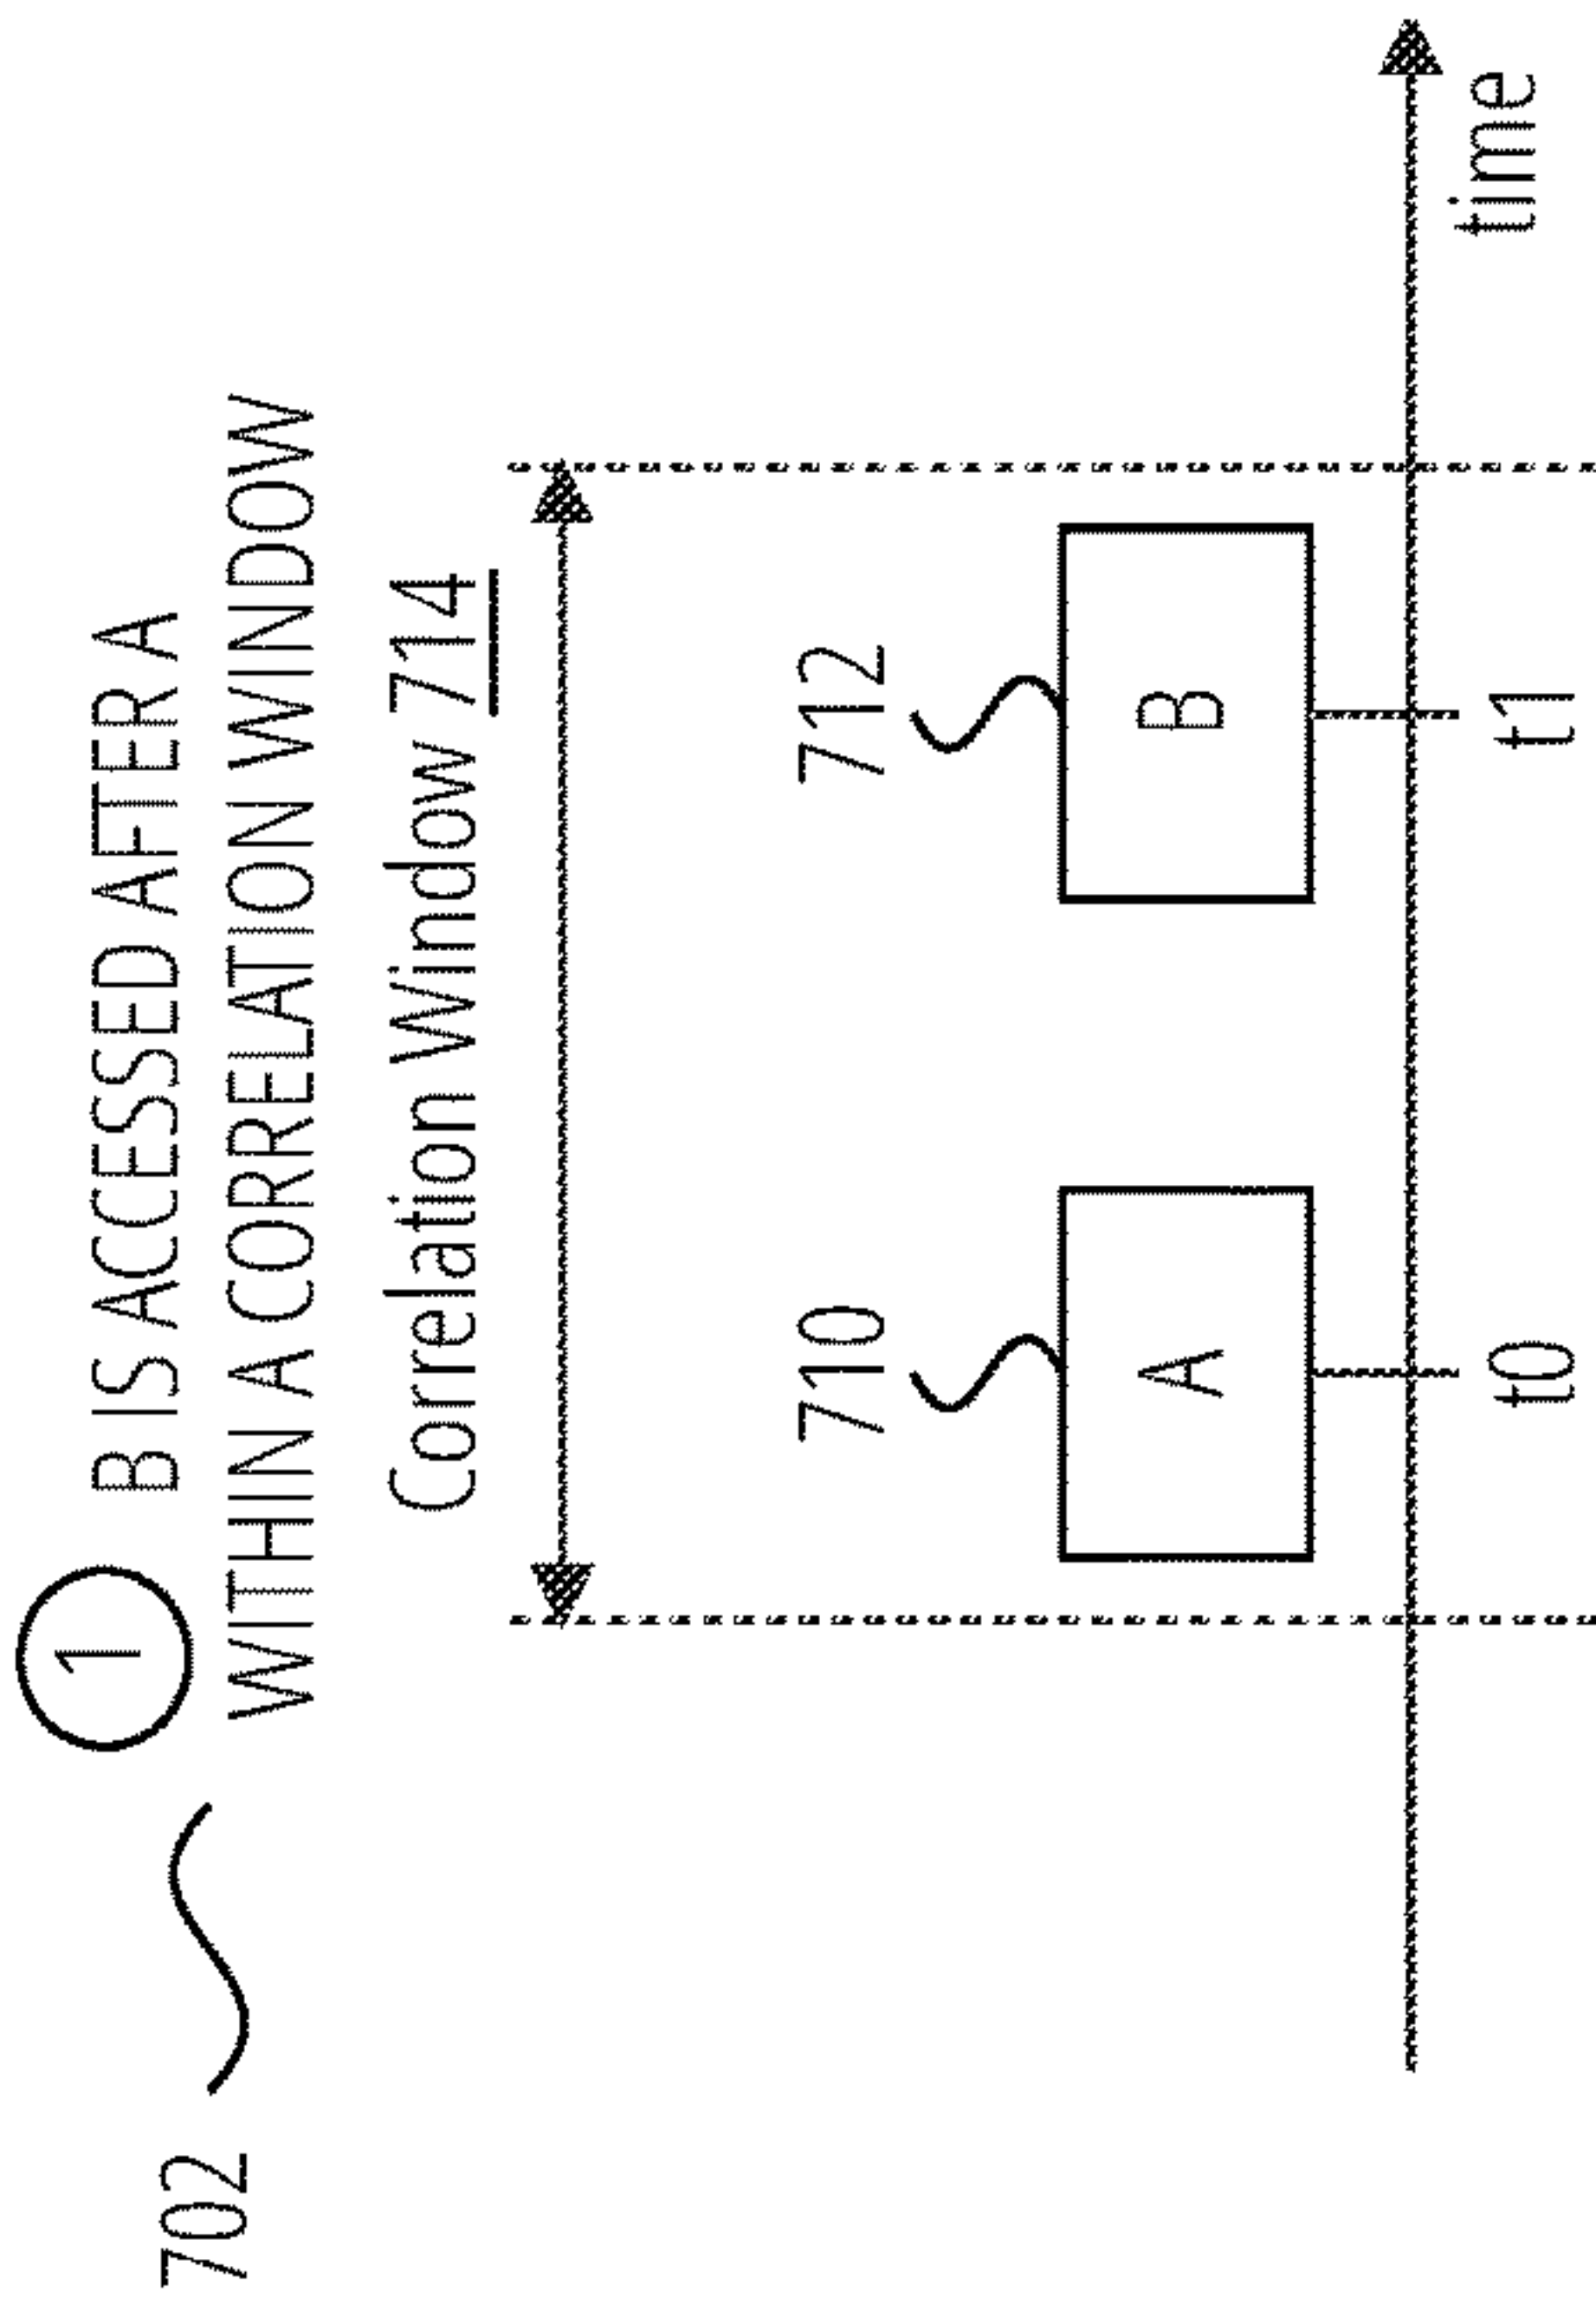 702
1 B IS ACCESSED AFTER A
WITHIN A CORRELATION WINDOW
Correlation Window 714
710 712
A B
t0 t1 time